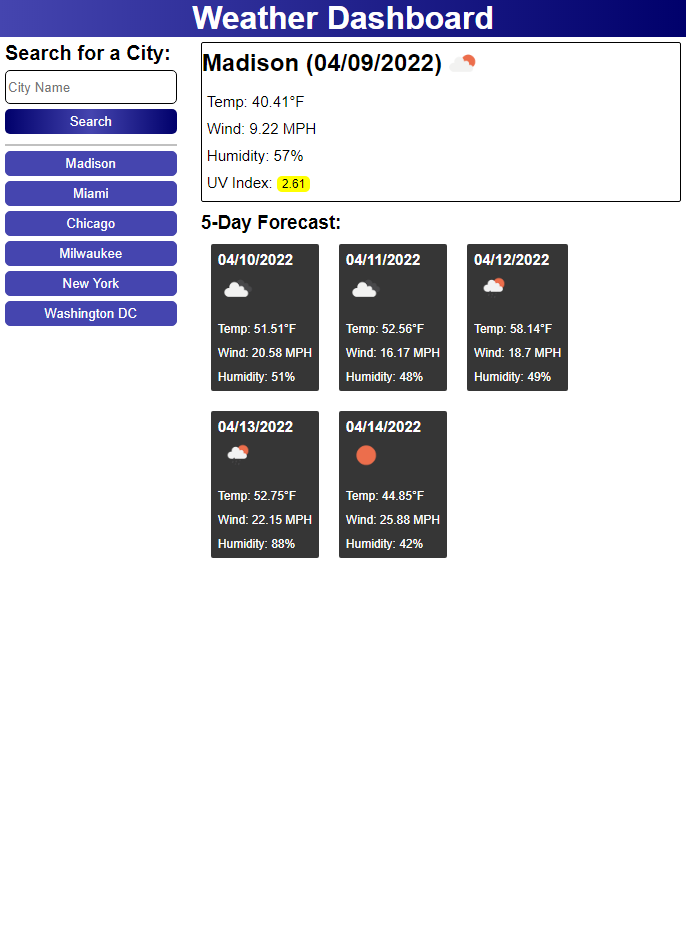 Weather Dashboard
Search for a City:
City Name
Search
Madison
Miami
Chicago
Milwaukee
New York
Washington DC
Madison (04/09/2022)
Temp: 40.41°F
Wind: 9.22 MPH
Humidity: 57%
UV Index: 2.61
5-Day Forecast:
04/10/2022
Temp: 51.51°F
Wind: 20.58 MPH
Humidity: 51%
04/11/2022
Temp: 52.56°F
Wind: 16.17 MPH
Humidity: 48%
04/12/2022
Temp: 58.14°F
Wind: 18.7 MPH
Humidity: 49%
04/13/2022
Temp: 52.75°F
Wind: 22.15 MPH
Humidity: 88%
04/14/2022
Temp: 44.85°F
Wind: 25.88 MPH
Humidity: 42%